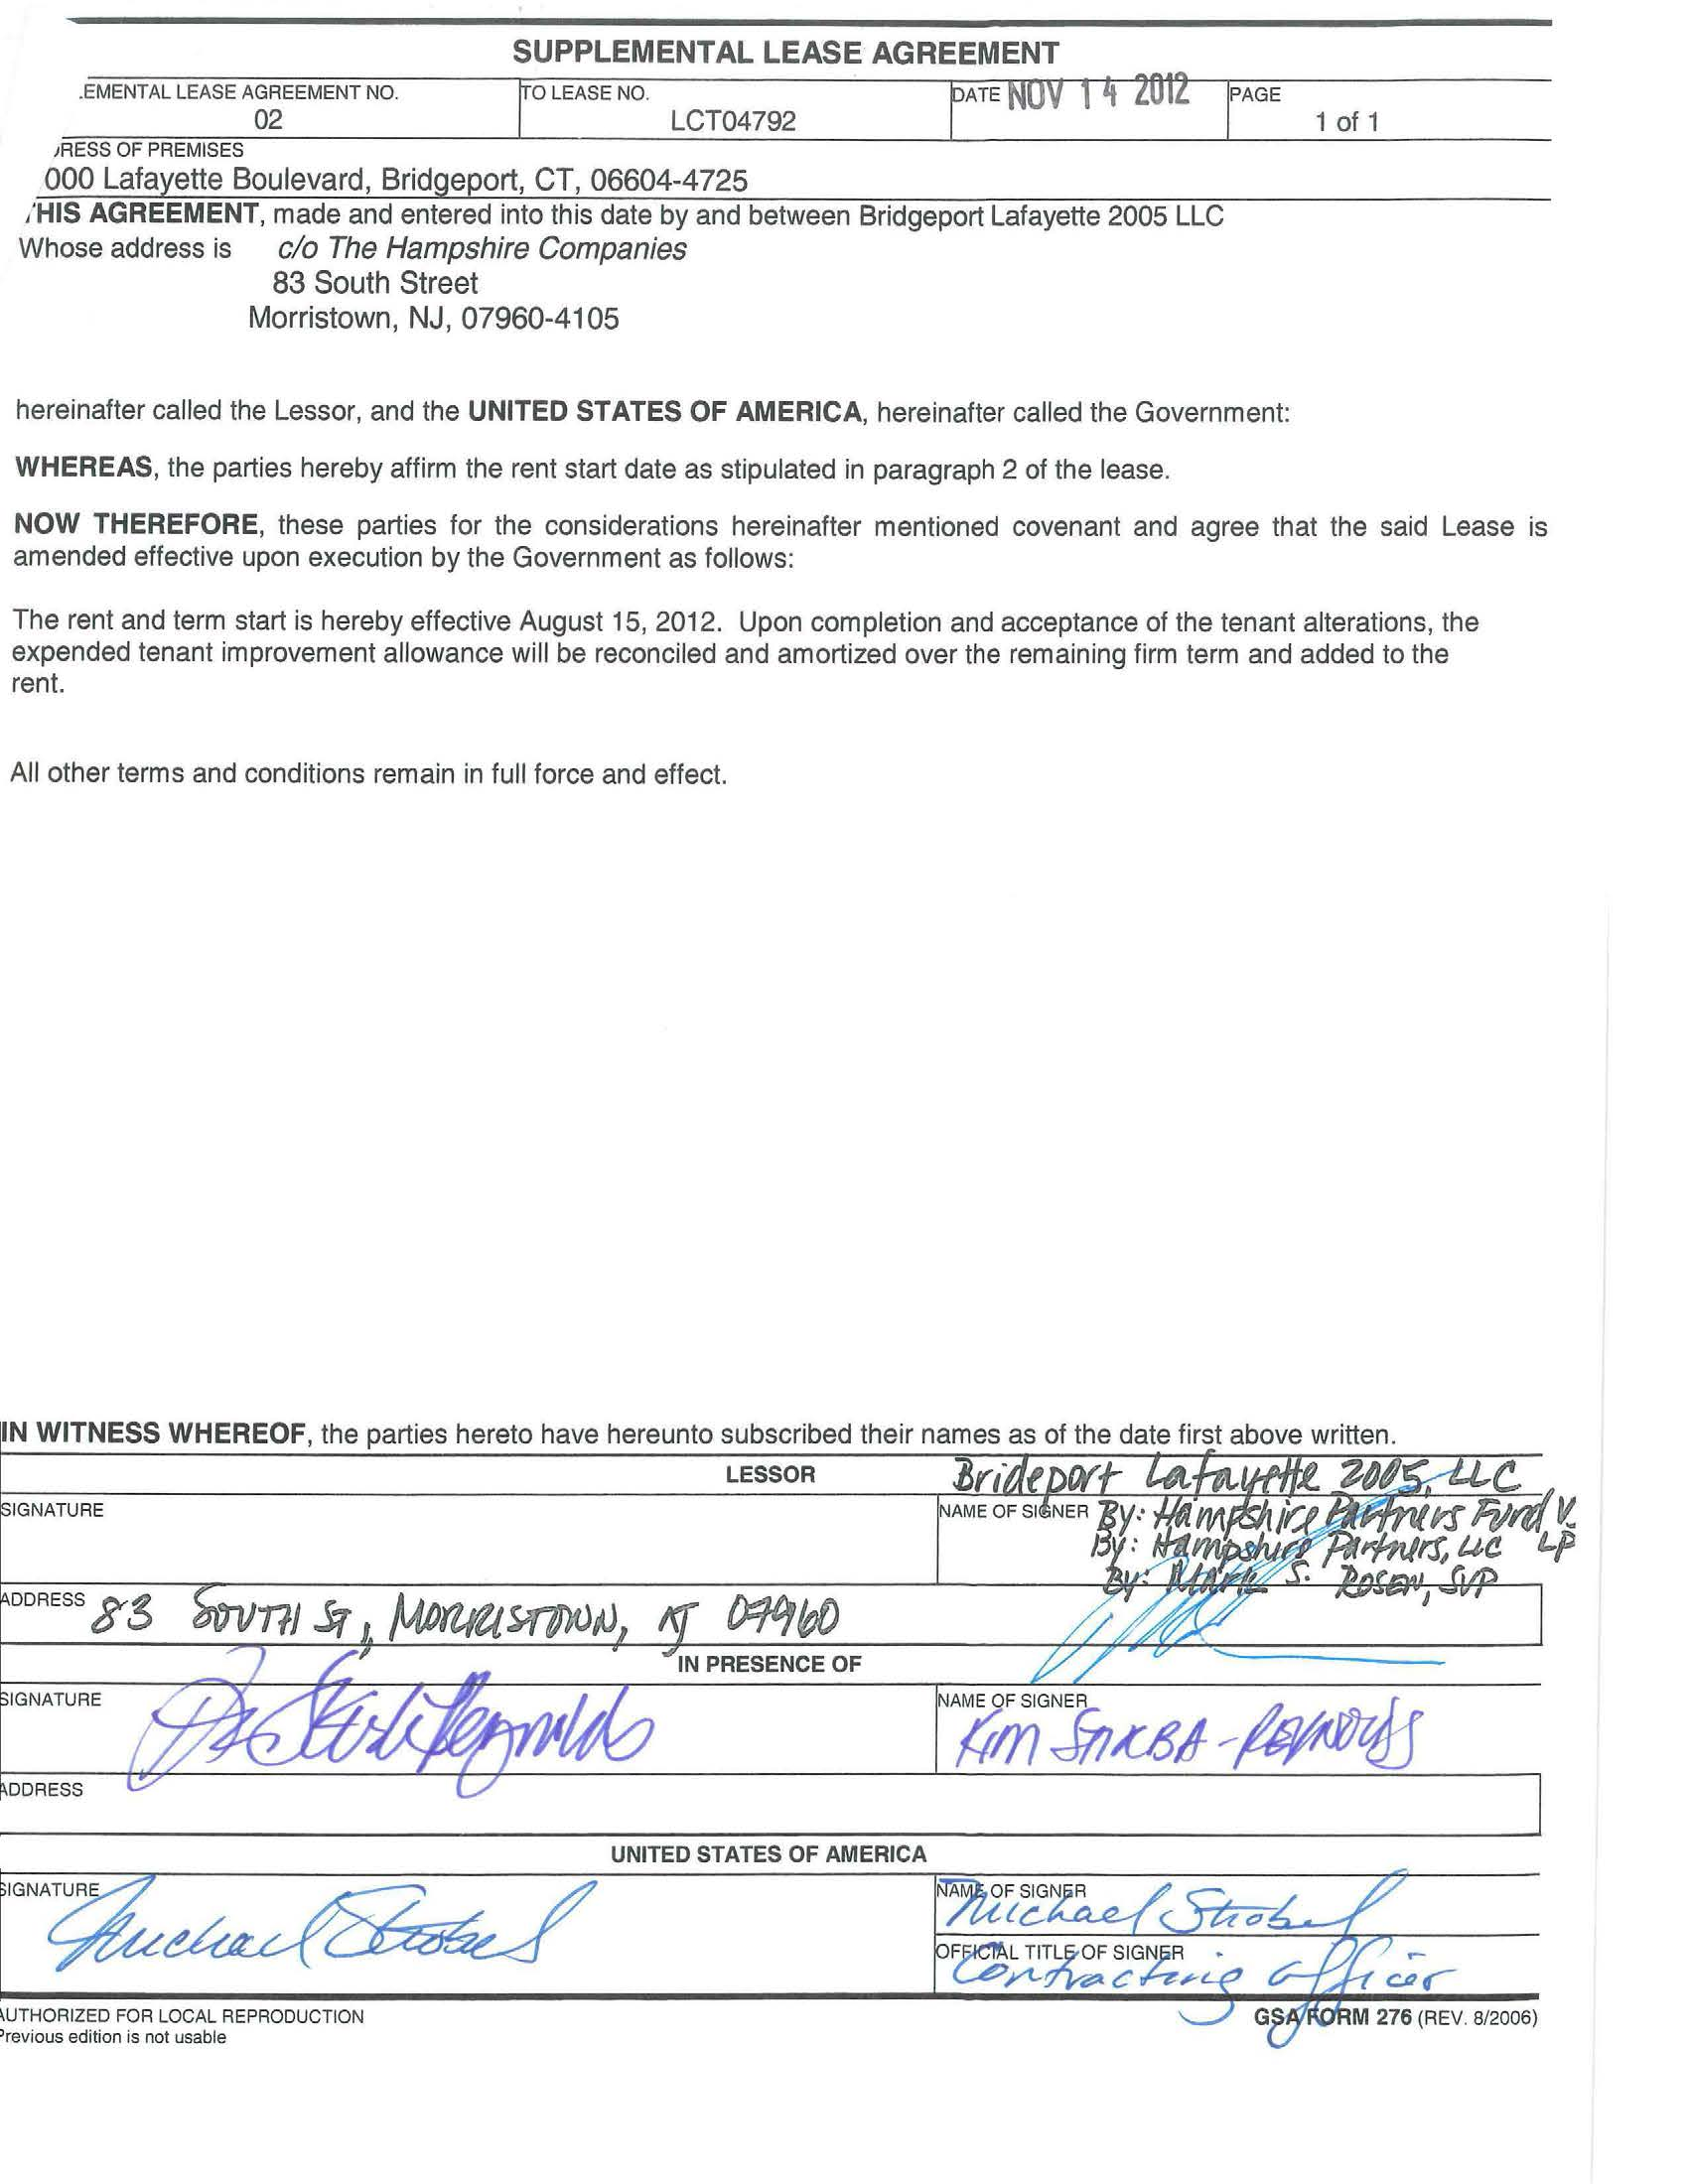 SUPPLEMENTAL LEASE AGREEMENT
.EMENTAL LEASE AGREEMENT NO. TO LEASE NO. DATE NOV 14 2012 PAGE
02 LCT04792 1 of 1
RESS OF PREMISES
000 Lafayette Boulevard, Bridgeport, CT, 06604-4725
HIS AGREEMENT, made and entered into this date by and between Bridgeport Lafayette 2005 LLC
Whose address is c/o The Hampshire Companies
83 South Street
Morristown, NJ, 07960-4105
hereinafter called the Lessor, and the UNITED STATES OF AMERICA, hereinafter called the Government:
WHEREAS, the parties hereby affirm the rent start date as stipulated in paragraph 2 of the lease.
NOW THEREFORE, these parties for the considerations hereinafter mentioned covenant and agree that the said Lease is
amended effective upon execution by the Government as follows:
The rent and term start is hereby effective August 15, 2012. Upon completion and acceptance of the tenant alterations, the
expended tenant improvement allowance will be reconciled and amortized over the remaining firm term and added to the
rent.
All other terms and conditions remain in full force and effect.
IN WITNESS WHEREOF, the parties hereto have hereunto subscribed their names as of the date first above written.
LESSOR Brideport Lafayette 2005, LLC
SIGNATURE NAME OF SIGNER By: Hampshire Partners Fund V.
By: Hampshire Partners, LLC LP
By: Mark S. Rosen, SVP
ADDRESS 83 SOUTH ST, MORRISTOWN, NJ 07960
IN PRESENCE OF
SIGNATURE NAME OF SIGNER
Kim
ADDRESS
UNITED STATES OF AMERICA
SIGNATURE Michael Strobel NAME OF SIGNER
Michael Strobel
OFFICIAL TITLE OF SIGNER
Contracting Officer
AUTHORIZED FOR LOCAL REPRODUCTION GSA FORM 276 (REV. 8/2006)
Previous edition is not usable